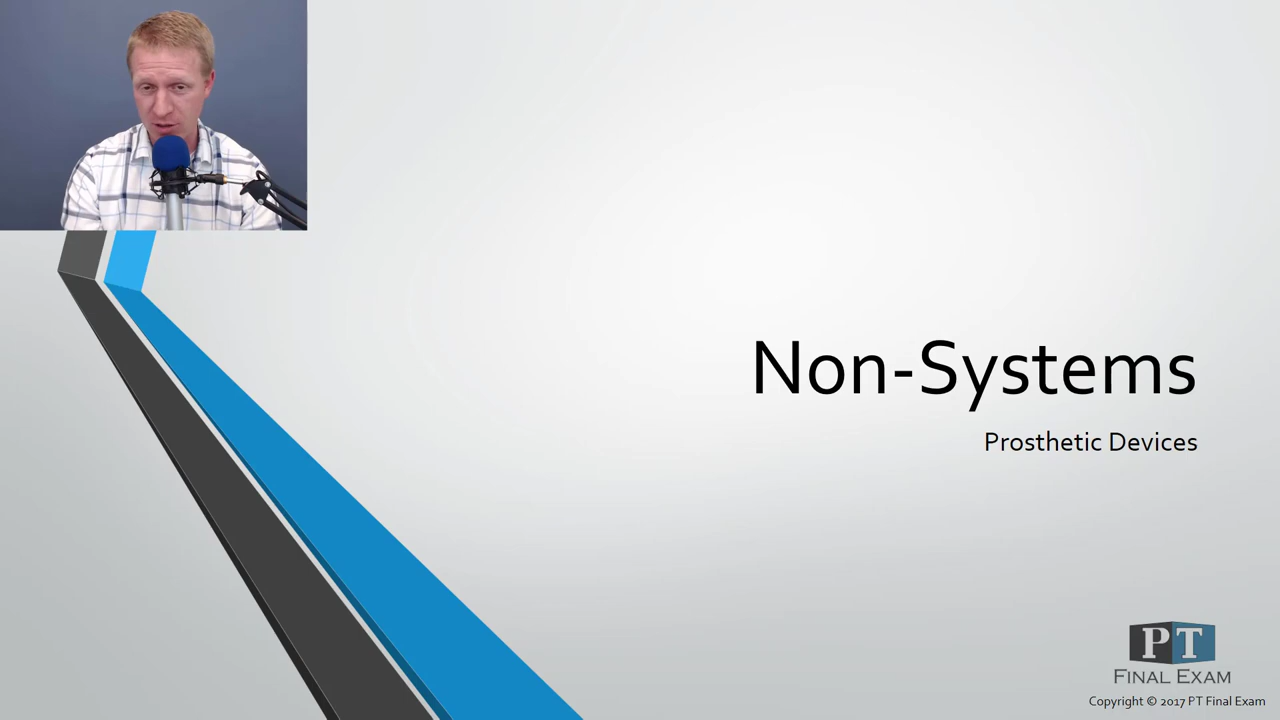 Non-Systems
Prosthetic Devices
PT
FINAL EXAM
Copyright © 2017 PT Final Exam